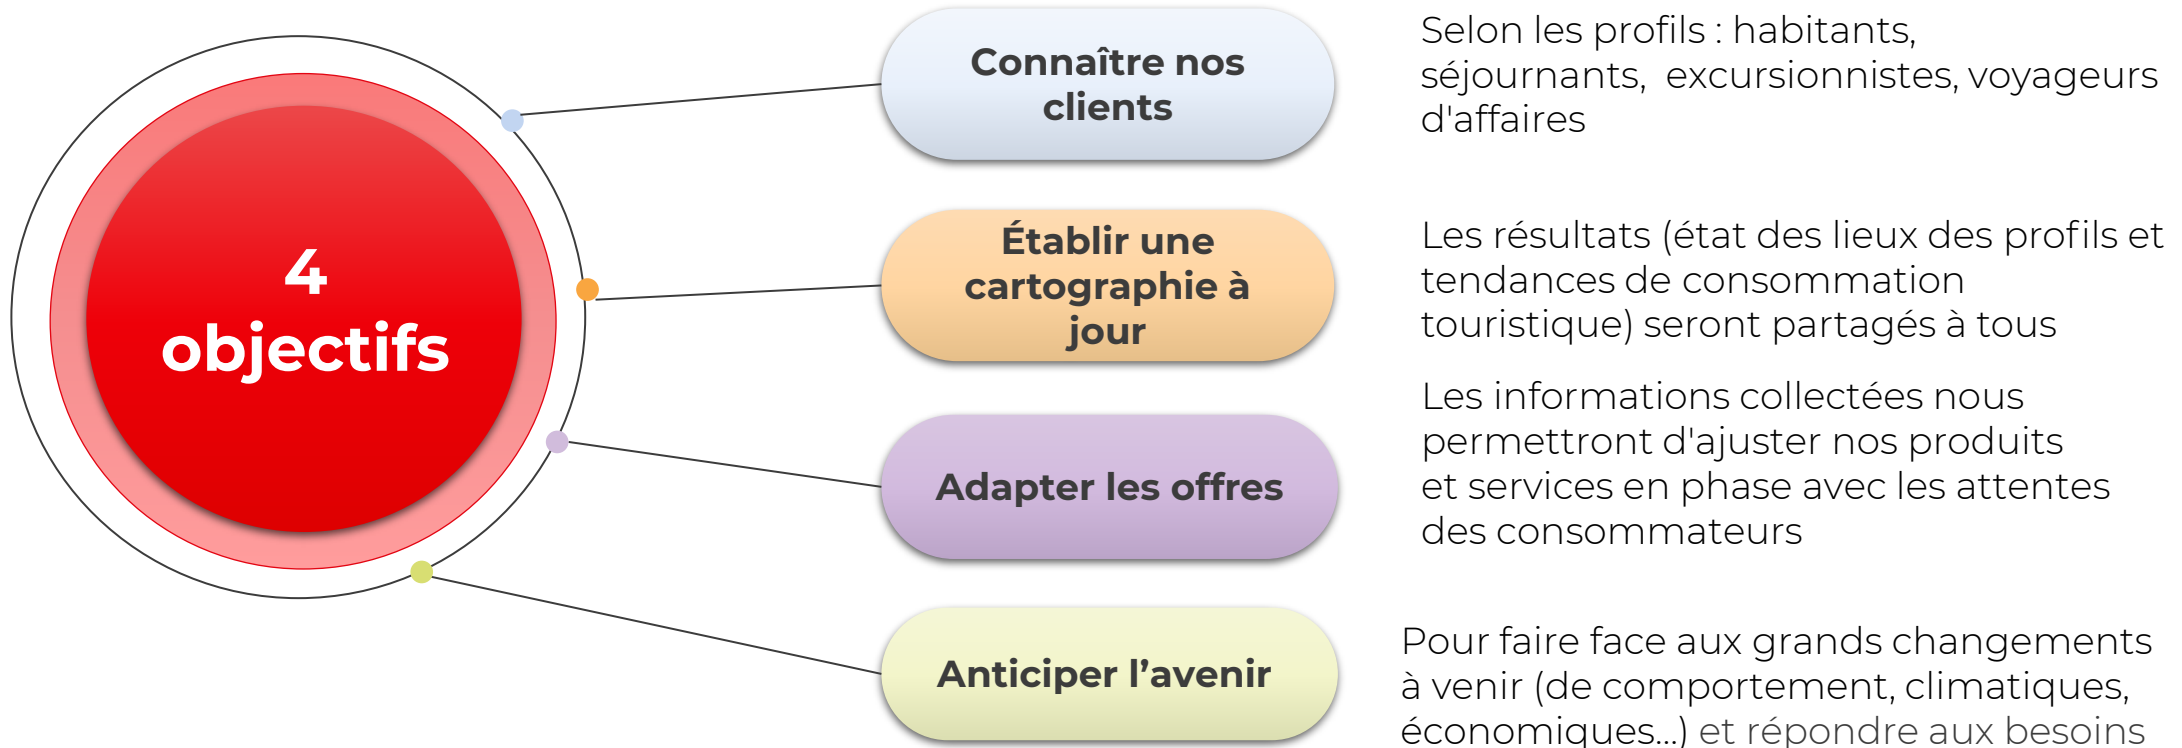 4
objectifs
Connaître nos
clients
Selon les profils : habitants,
séjournants,  excursionnistes, voyageurs
d'affaires
Établir une
cartographie à
jour
Les résultats (état des lieux des profils et
tendances de consommation
touristique) seront partagés à tous
Adapter les offres
Les informations collectées nous
permettront d'ajuster nos produits
et services en phase avec les attentes
des consommateurs
Anticiper l’avenir
Pour faire face aux grands changements
à venir (de comportement, climatiques,
économiques...) et répondre aux besoins